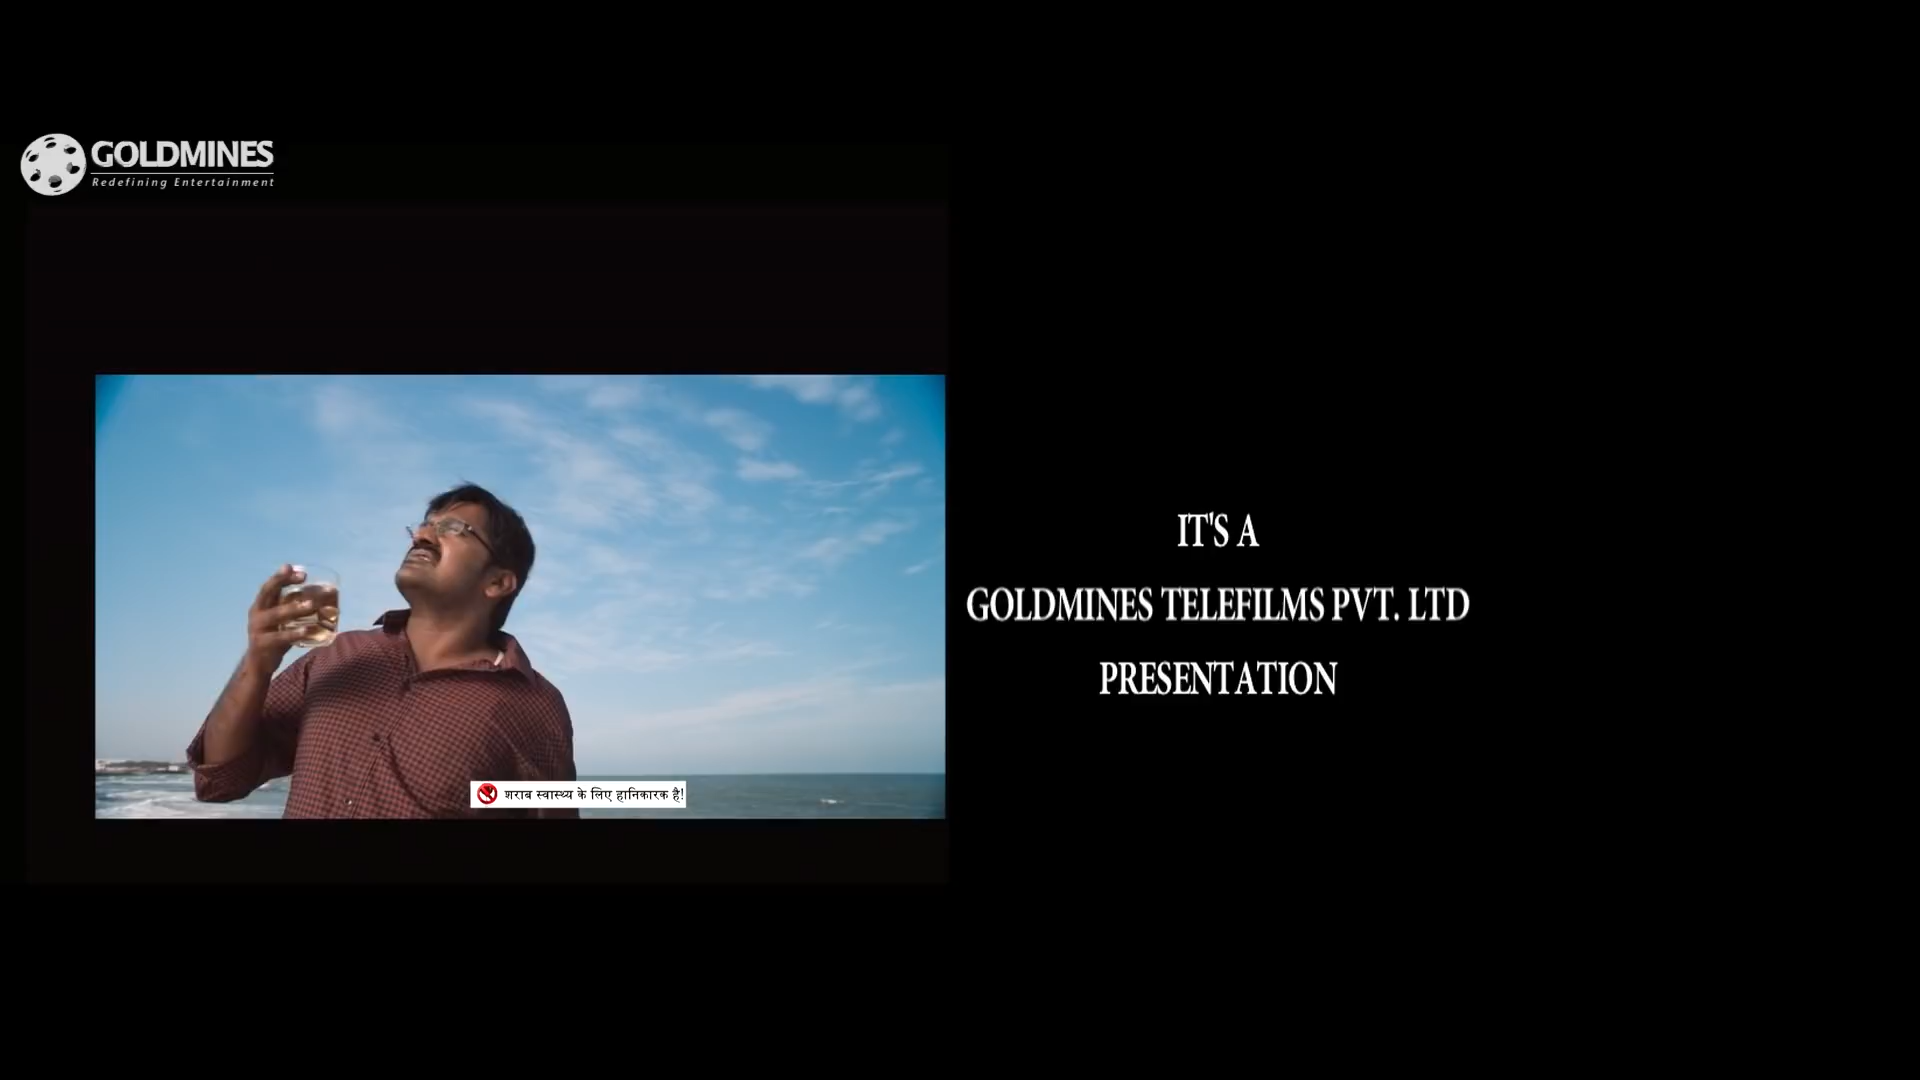 GOLDMINES
Redefining Entertainment
IT'S A
GOLDMINES TELEFILMS PVT. LTD
PRESENTATION
शराब स्वास्थ्य के लिए हानिकारक है!